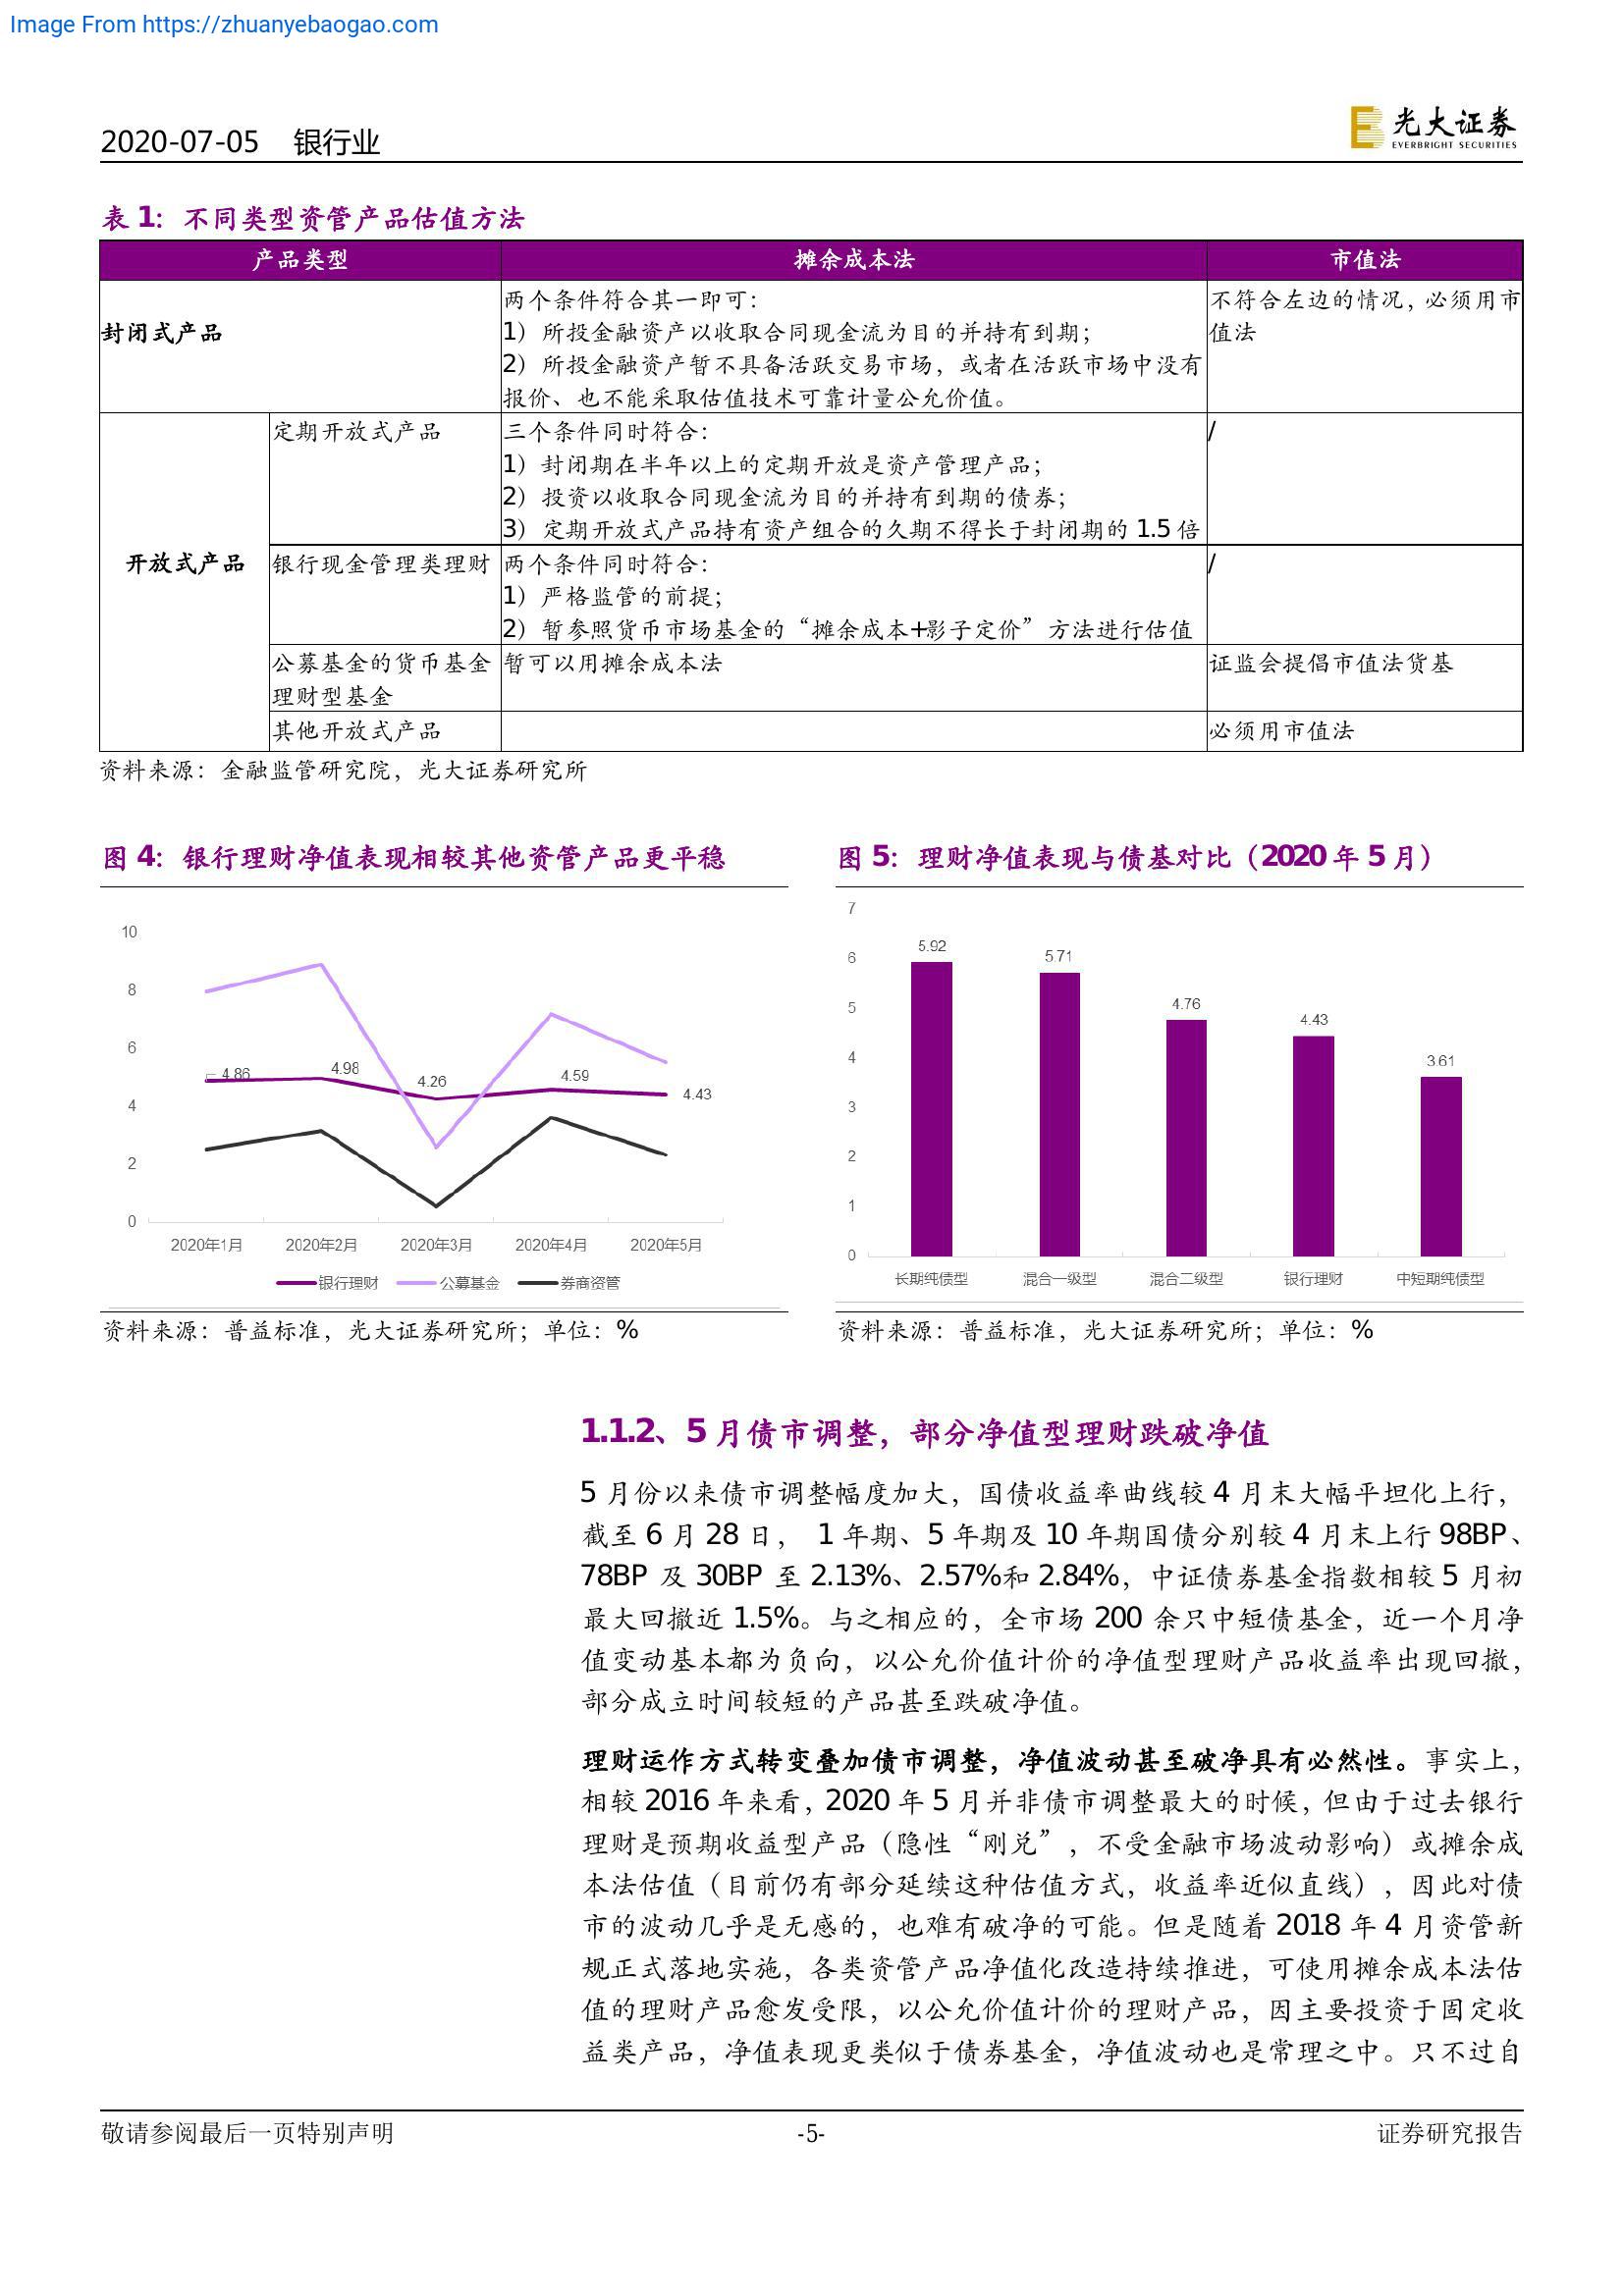 Image From https://zhuanyebaogao.com
2020-07-05 银行业
光大证券
EVERBRIGHT SECURITIES
表 1：不同类型资管产品估值方法
产品类型 摊余成本法 市值法
封闭式产品
两个条件符合其一即可：
1）所投金融资产以收取合同现金流为目的并持有到期；
2）所投金融资产暂不具备活跃交易市场，或者在活跃市场中没有
报价、也不能采取估值技术可靠计量公允价值。
不符合左边的情况，必须用市
值法
开放式产品
定期开放式产品
三个条件同时符合：
1）封闭期在半年以上的定期开放是资产管理产品；
2）投资以收取合同现金流为目的并持有到期的债券；
3）定期开放式产品持有资产组合的久期不得长于封闭期的 1.5 倍
/
银行现金管理类理财
两个条件同时符合：
1）严格监管的前提；
2）暂参照货币市场基金的“摊余成本+影子定价”方法进行估值
/
公募基金的货币基金
理财型基金
暂可以用摊余成本法
证监会提倡市值法货基
其他开放式产品
必须用市值法
资料来源：金融监管研究院，光大证券研究所
图 4：银行理财净值表现相较其他资管产品更平稳
10
8
6
4
2
0
4.86
4.98
4.26
4.59
4.43
2020年1月 2020年2月 2020年3月 2020年4月 2020年5月
银行理财 公募基金 券商资管
资料来源：普益标准，光大证券研究所；单位：%
图 5：理财净值表现与债基对比（2020 年 5 月）
7
6
5
4
3
2
1
0
5.92
5.71
4.76
4.43
3.61
长期纯债型 混合一级型 混合二级型 银行理财 中短期纯债型
资料来源：普益标准，光大证券研究所；单位：%
1.1.2、5 月债市调整，部分净值型理财跌破净值
5 月份以来债市调整幅度加大，国债收益率曲线较 4 月末大幅平坦化上行，
截至 6 月 28 日， 1 年期、5 年期及 10 年期国债分别较 4 月末上行 98BP、
78BP 及 30BP 至 2.13%、2.57%和 2.84%，中证债券基金指数相较 5 月初
最大回撤近 1.5%。与之相应的，全市场 200 余只中短债基金，近一个月净
值变动基本都为负向，以公允价值计价的净值型理财产品收益率出现回撤，
部分成立时间较短的产品甚至跌破净值。
理财运作方式转变叠加债市调整，净值波动甚至破净具有必然性。事实上，
相较 2016 年来看，2020 年 5 月并非债市调整最大的时候，但由于过去银行
理财是预期收益型产品（隐性“刚兑”，不受金融市场波动影响）或摊余成
本法估值（目前仍有部分延续这种估值方式，收益率近似直线），因此对债
市的波动几乎是无感的，也难有破净的可能。但是随着 2018 年 4 月资管新
规正式落地实施，各类资管产品净值化改造持续推进，可使用摊余成本法估
值的理财产品愈发受限，以公允价值计价的理财产品，因主要投资于固定收
益类产品，净值表现更类似于债券基金，净值波动也是常理之中。只不过自
敬请参阅最后一页特别声明 -5- 证券研究报告